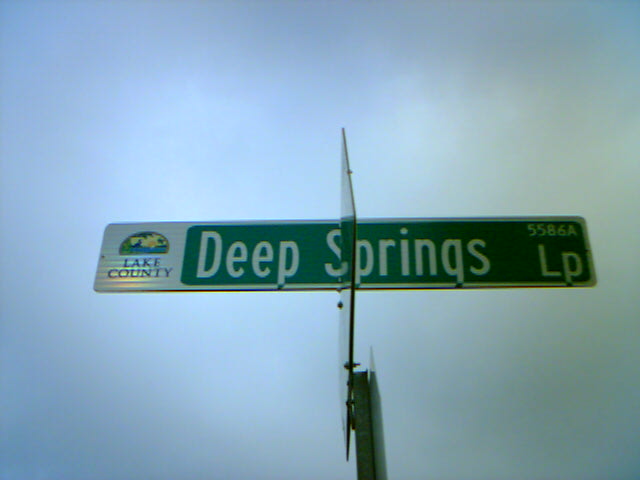 LAKE
COUNTY
Deep Springs
5586A
Lp